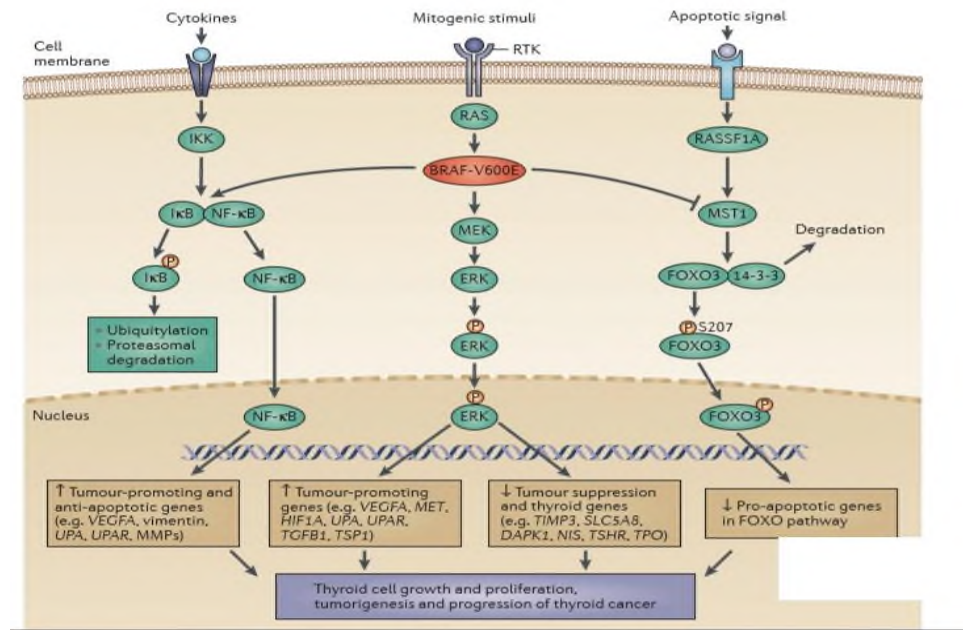 Cytokines
Mitogenic stimuli
Apoptotic signal
Cell
membrane
RTK
RAS
IKK
RASSF1A
BRAF-V600E
IκB
NF-κB
MST1
MEK
Degradation
P
IκB
NF-κB
ERK
FOXO3
14-3-3
P
ERK
P S207
FOXO3
• Ubiquitylation
• Proteasomal
degradation
Nucleus
NF-κB
P
ERK
P
FOXO3
↑ Tumour-promoting and
anti-apoptotic genes
(e.g. VEGFA, vimentin,
UPA, UPAR, MMPs)
↑ Tumour-promoting
genes (e.g. VEGFA, MET,
HIF1A, UPA, UPAR,
TGFB1, TSP1)
↓ Tumour suppression
and thyroid genes
(e.g. TIMP3, SLC5A8,
DAPK1, NIS, TSHR, TPO)
↓ Pro-apoptotic genes
in FOXO pathway
Thyroid cell growth and proliferation,
tumorigenesis and progression of thyroid cancer